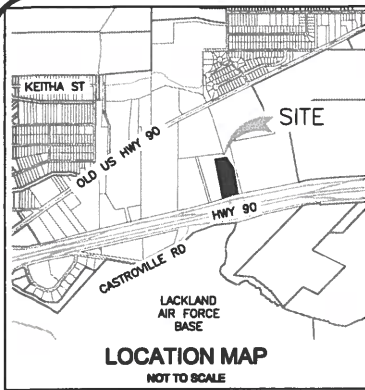 KEITHA ST
SITE
OLD US HWY 90
HWY 90
CASTROVILLE RD
LACKLAND
AIR FORCE
BASE
LOCATION MAP
NOT TO SCALE